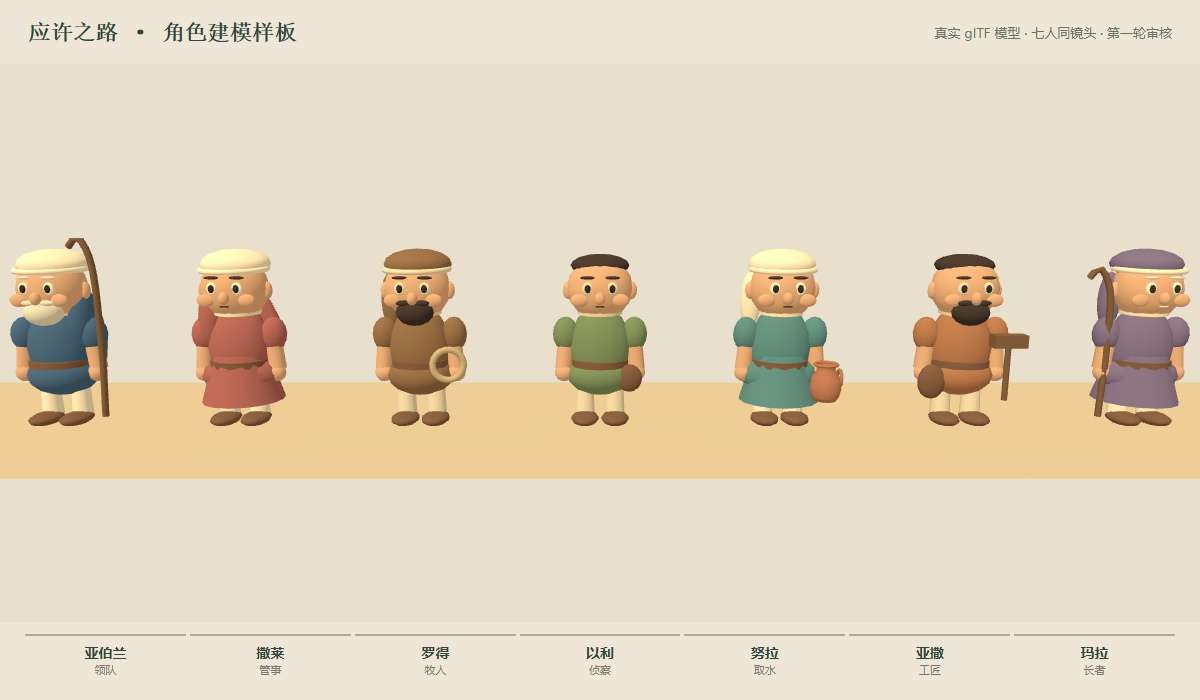 应许之路 • 角色建模样板
真实 glTF 模型 · 七人同镜头 · 第一轮审核
亚伯兰
领队
撒莱
管事
罗得
牧人
以利
侦察
努拉
取水
亚撒
工匠
玛拉
长者